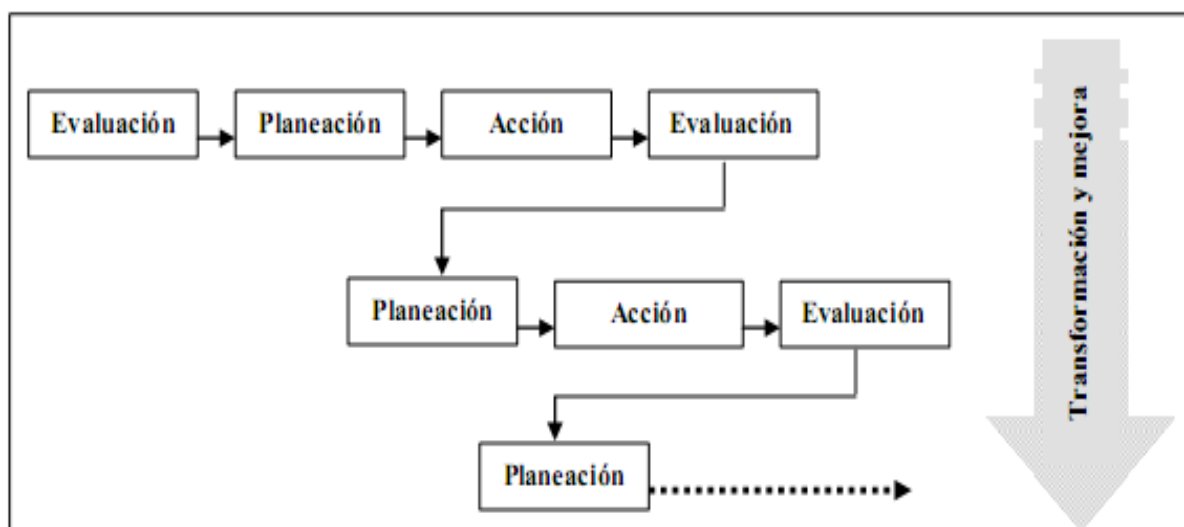 Evaluación
Planeación
Acción
Evaluación
Planeación
Acción
Evaluación
Planeación
Transformación y mejora